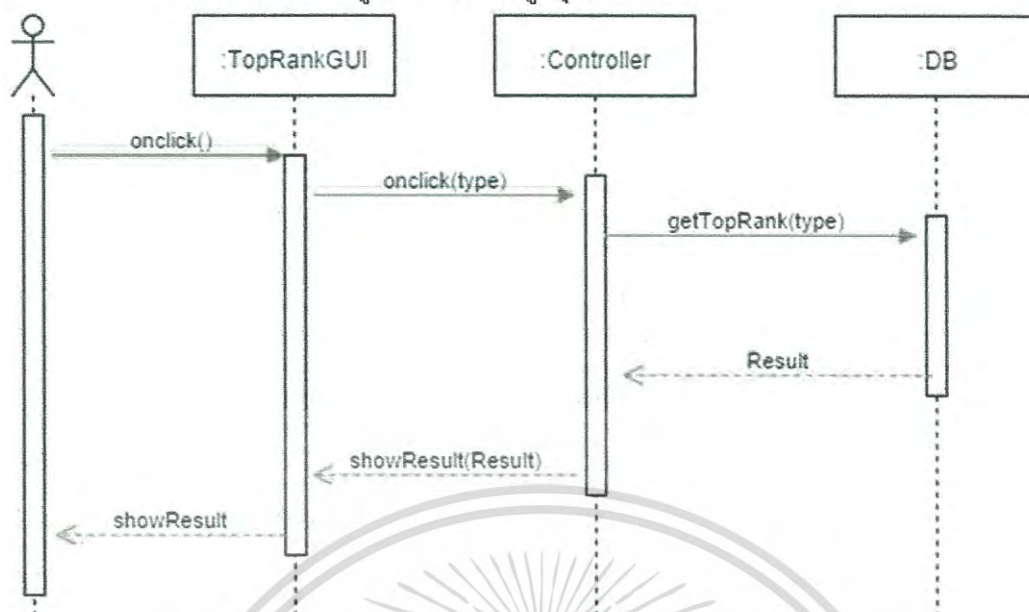 :TopRankGUI
:Controller
:DB
onclick()
onclick(type)
getTopRank(type)
Result
showResult(Result)
showResult